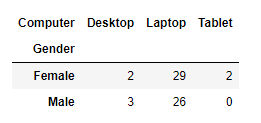 Computer Desktop Laptop Tablet
Gender
Female 2 29 2
Male 3 26 0